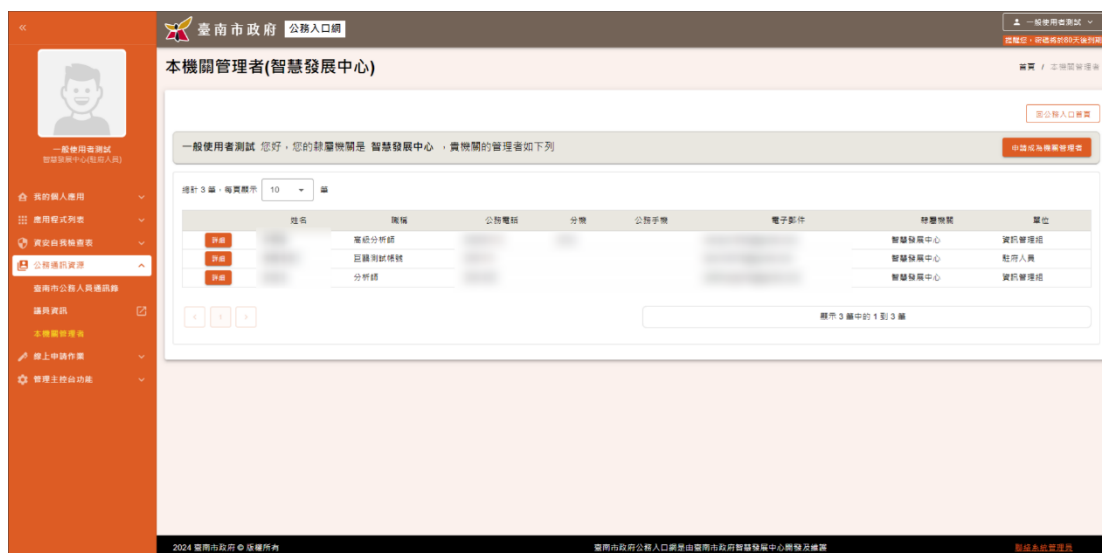 臺南市政府 公務入口網
一般使用者測試
提醒您，密碼將於80天後到期
本機關管理者(智慧發展中心)
首頁 / 本機關管理者
回公務入口首頁
一般使用者測試 您好，您的隸屬機關是 智慧發展中心 ，貴機關的管理者如下列
申請成為機關管理者
一般使用者測試
智慧發展中心(駐府人員)
我的個人應用
應用程式列表
資安自我檢查表
公務通訊資源
臺南市公務人員通訊錄
議員資訊
本機關管理者
線上申請作業
管理主控台功能
總計 3 筆，每頁顯示 10 筆
姓名 職稱 公務電話 分機 公務手機 電子郵件 隸屬機關 單位
詳細 高級分析師 智慧發展中心 資訊管理組
詳細 巨鷗測試帳號 智慧發展中心 駐府人員
詳細 分析師 智慧發展中心 資訊管理組
1
顯示 3 筆中的 1 到 3 筆
2024 臺南市政府 © 版權所有
臺南市政府公務入口網是由臺南市政府智慧發展中心開發及維護
聯絡系統管理員